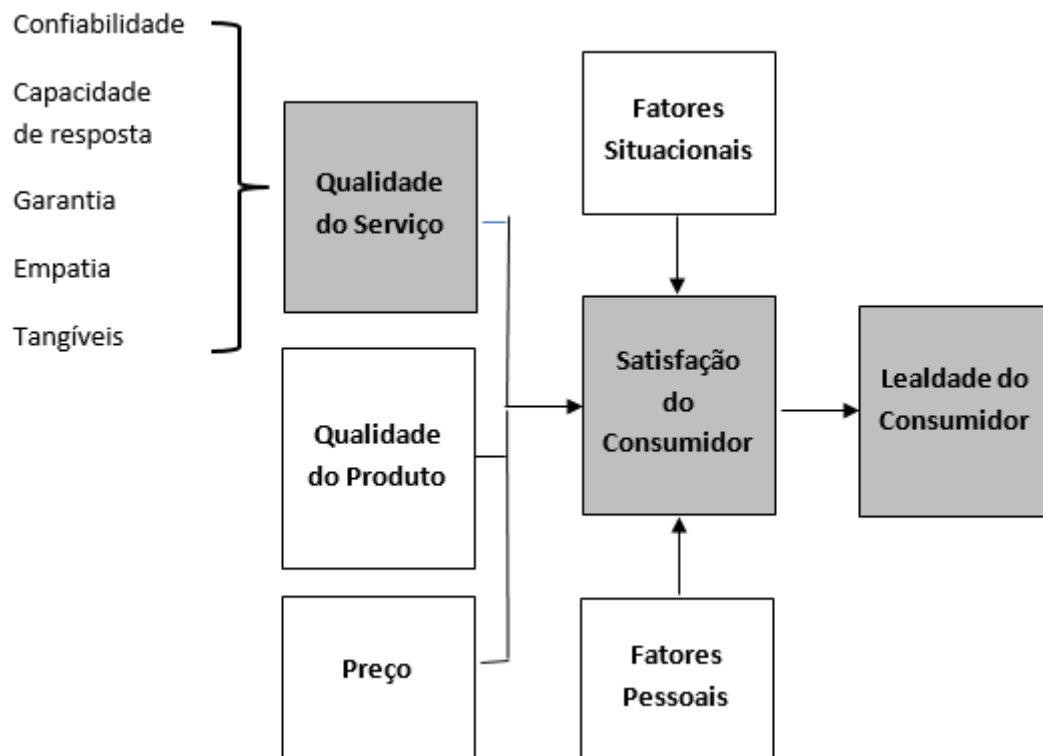 Confiabilidade
Capacidade
de resposta
Garantia
Empatia
Tangíveis
Qualidade
do Serviço
Qualidade
do Produto
Preço
Fatores
Situacionais
Satisfação
do
Consumidor
Fatores
Pessoais
Lealdade do
Consumidor